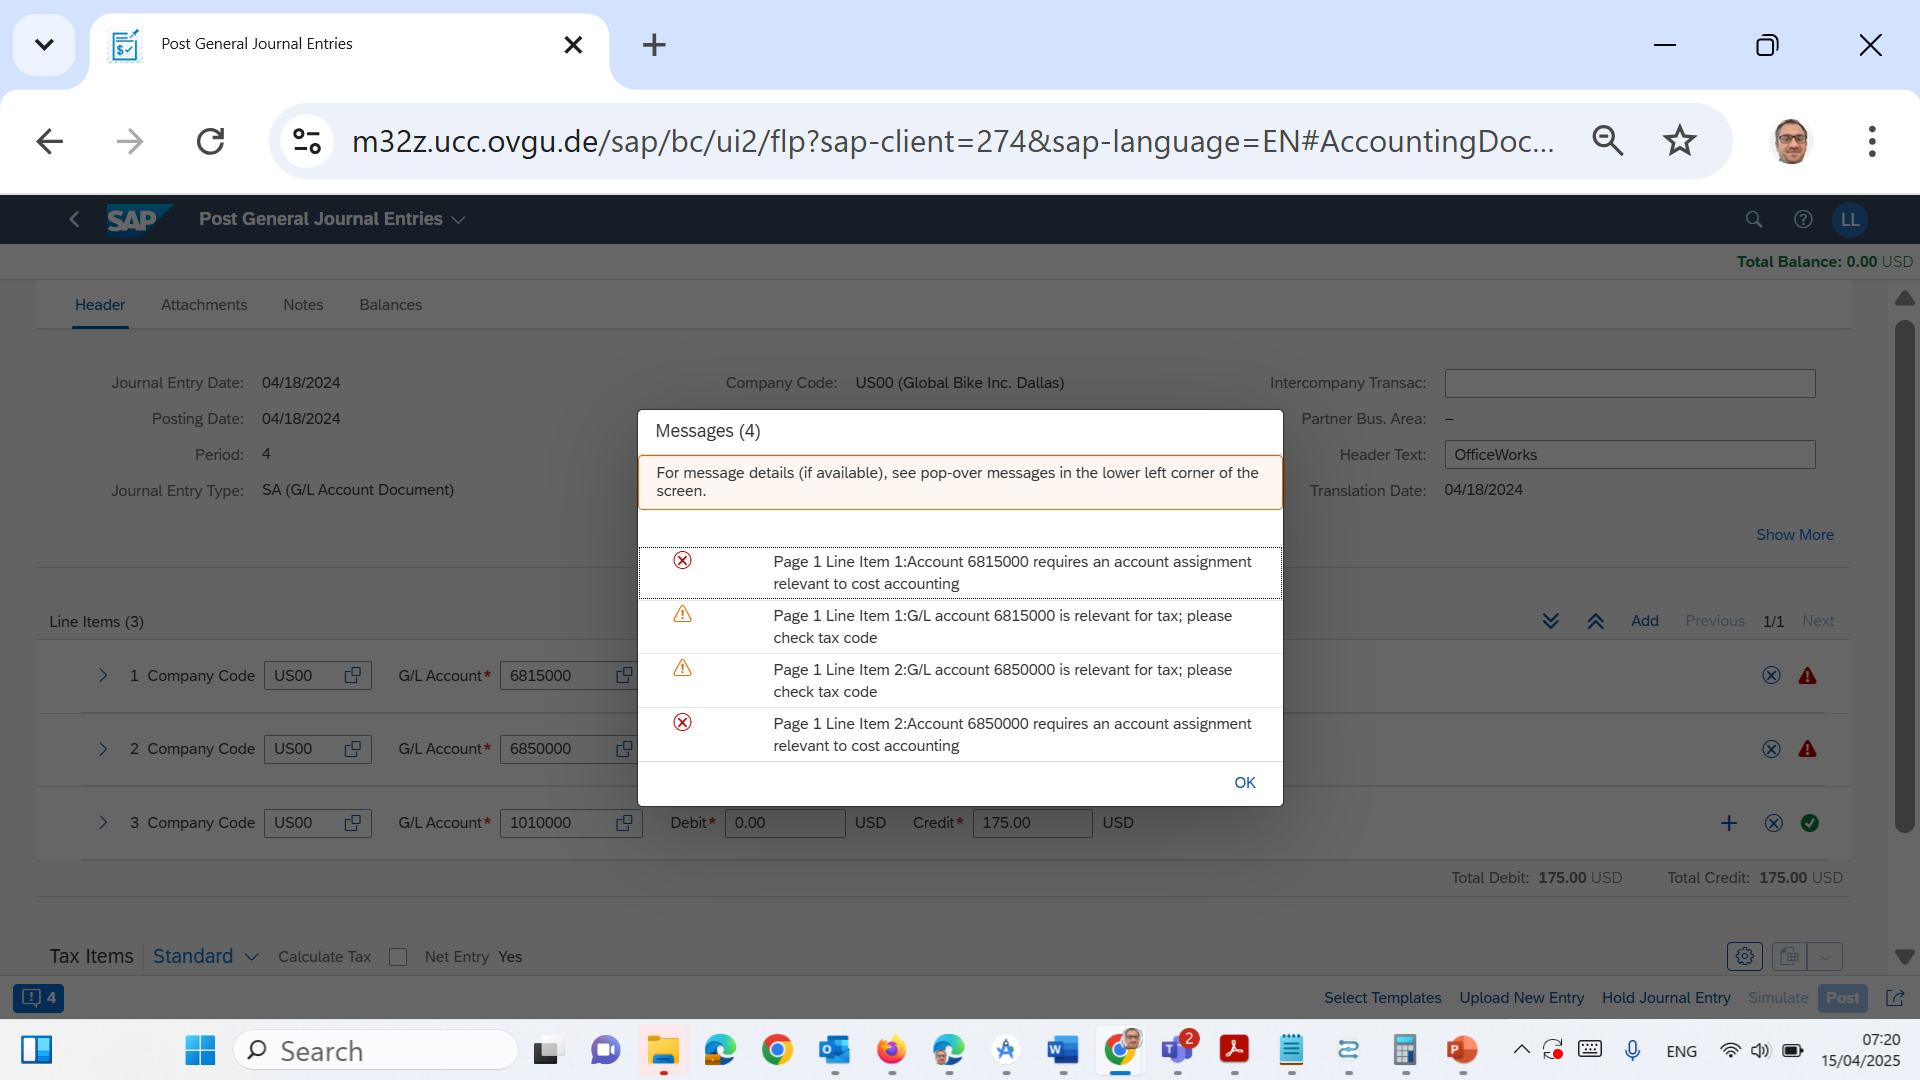 Post General Journal Entries
m32z.ucc.ovgu.de/sap/bc/ui2/flp?sap-client=274&sap-language=EN#AccountingDoc...
SAP Post General Journal Entries
LL
Total Balance: 0.00 USD
Header Attachments Notes Balances
Journal Entry Date: 04/18/2024
Posting Date: 04/18/2024
Period: 4
Journal Entry Type: SA (G/L Account Document)
Company Code: US00 (Global Bike Inc. Dallas)
Intercompany Transac:
Partner Bus. Area: –
Header Text: OfficeWorks
Translation Date: 04/18/2024
Show More
Messages (4)
For message details (if available), see pop-over messages in the lower left corner of the
screen.
Page 1 Line Item 1:Account 6815000 requires an account assignment
relevant to cost accounting
Page 1 Line Item 1:G/L account 6815000 is relevant for tax; please
check tax code
Page 1 Line Item 2:G/L account 6850000 is relevant for tax; please
check tax code
Page 1 Line Item 2:Account 6850000 requires an account assignment
relevant to cost accounting
OK
Line Items (3)
Add Previous 1/1 Next
1 Company Code US00 G/L Account* 6815000
2 Company Code US00 G/L Account* 6850000
3 Company Code US00 G/L Account* 1010000 Debit* 0.00 USD Credit* 175.00 USD
Total Debit: 175.00 USD Total Credit: 175.00 USD
Tax Items Standard Calculate Tax Net Entry Yes
4
Select Templates Upload New Entry Hold Journal Entry Simulate Post
Search
2
ENG
07:20
15/04/2025